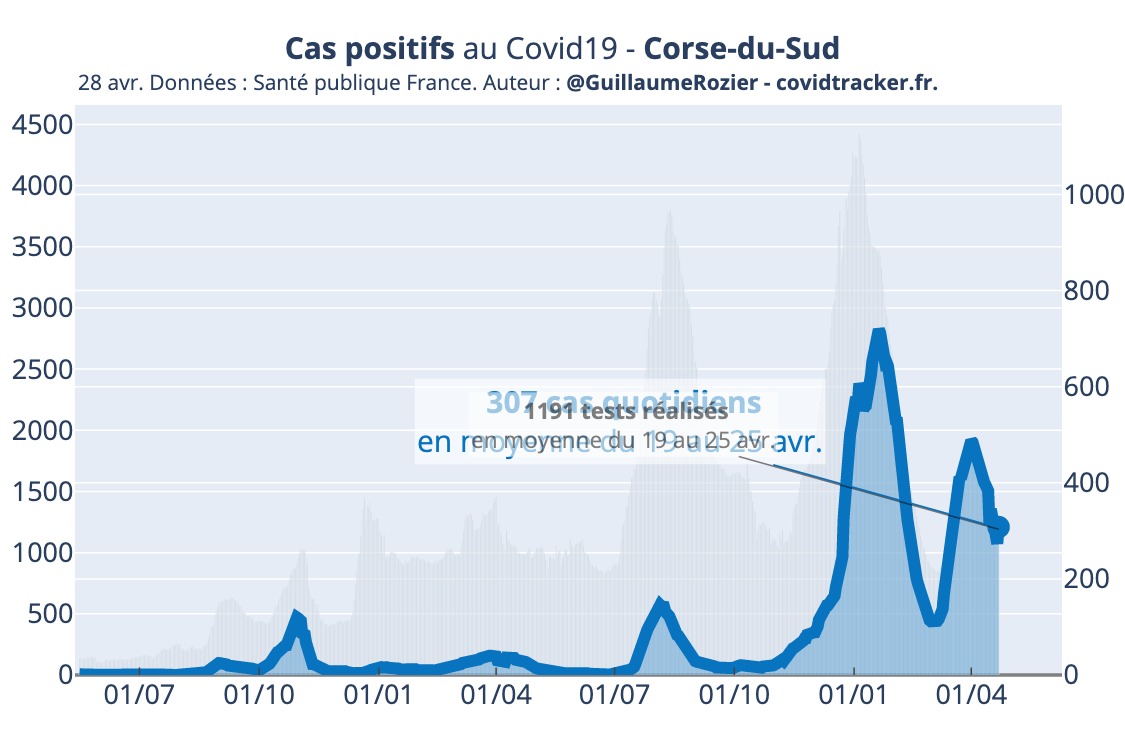 Cas positifs au Covid19 - Corse-du-Sud
28 avr. Données : Santé publique France. Auteur : @GuillaumeRozier - covidtracker.fr.
4500
4000
3500
3000
2500
2000
1500
1000
500
0
1000
800
600
400
200
0
307 cas quotidiens
en moyenne du 19 au 25 avr.
1191 tests réalisés
en moyenne du 19 au 25 avr.
01/07 01/10 01/01 01/04 01/07 01/10 01/01 01/04